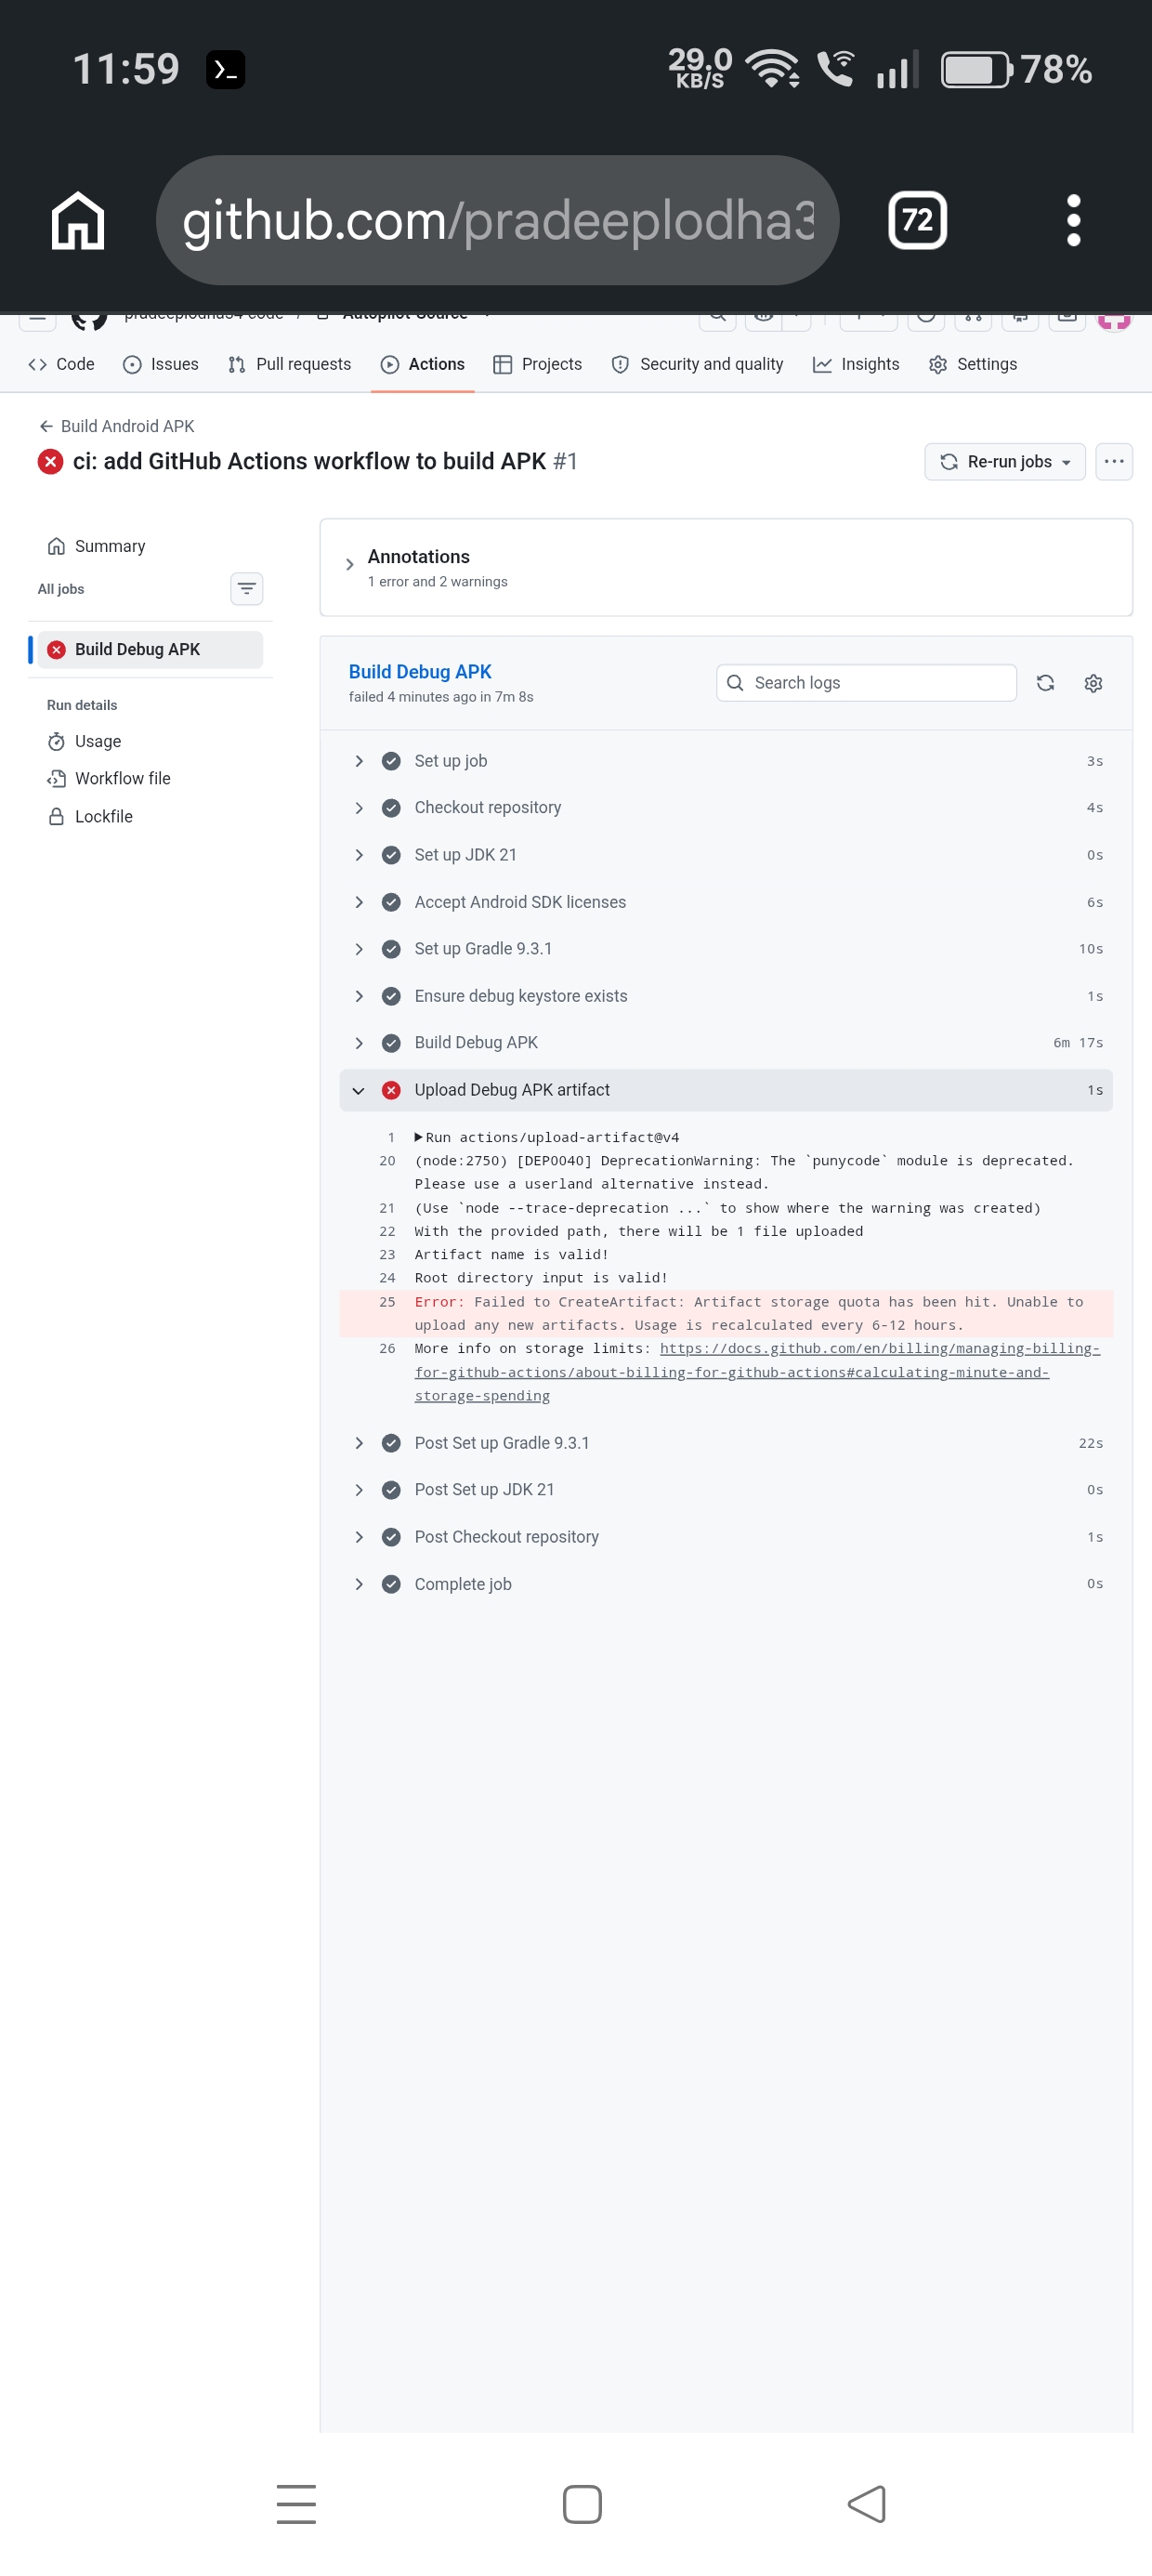 11:59
29.0
KB/S
78%
github.com/pradeeplodha3
72
Code
Issues
Pull requests
Actions
Projects
Security and quality
Insights
Settings
Build Android APK
ci: add GitHub Actions workflow to build APK #1
Re-run jobs
Summary
All jobs
Build Debug APK
Run details
Usage
Workflow file
Lockfile
Annotations
1 error and 2 warnings
Build Debug APK
failed 4 minutes ago in 7m 8s
Search logs
Set up job 3s
Checkout repository 4s
Set up JDK 21 0s
Accept Android SDK licenses 6s
Set up Gradle 9.3.1 10s
Ensure debug keystore exists 1s
Build Debug APK 6m 17s
Upload Debug APK artifact 1s
1 Run actions/upload-artifact@v4
20 (node:2750) [DEP0040] DeprecationWarning: The `punycode` module is deprecated.
Please use a userland alternative instead.
21 (Use `node --trace-deprecation ...` to show where the warning was created)
22 With the provided path, there will be 1 file uploaded
23 Artifact name is valid!
24 Root directory input is valid!
25 Error: Failed to CreateArtifact: Artifact storage quota has been hit. Unable to
upload any new artifacts. Usage is recalculated every 6-12 hours.
26 More info on storage limits: https://docs.github.com/en/billing/managing-billing-
for-github-actions/about-billing-for-github-actions#calculating-minute-and-
storage-spending
Post Set up Gradle 9.3.1 22s
Post Set up JDK 21 0s
Post Checkout repository 1s
Complete job 0s